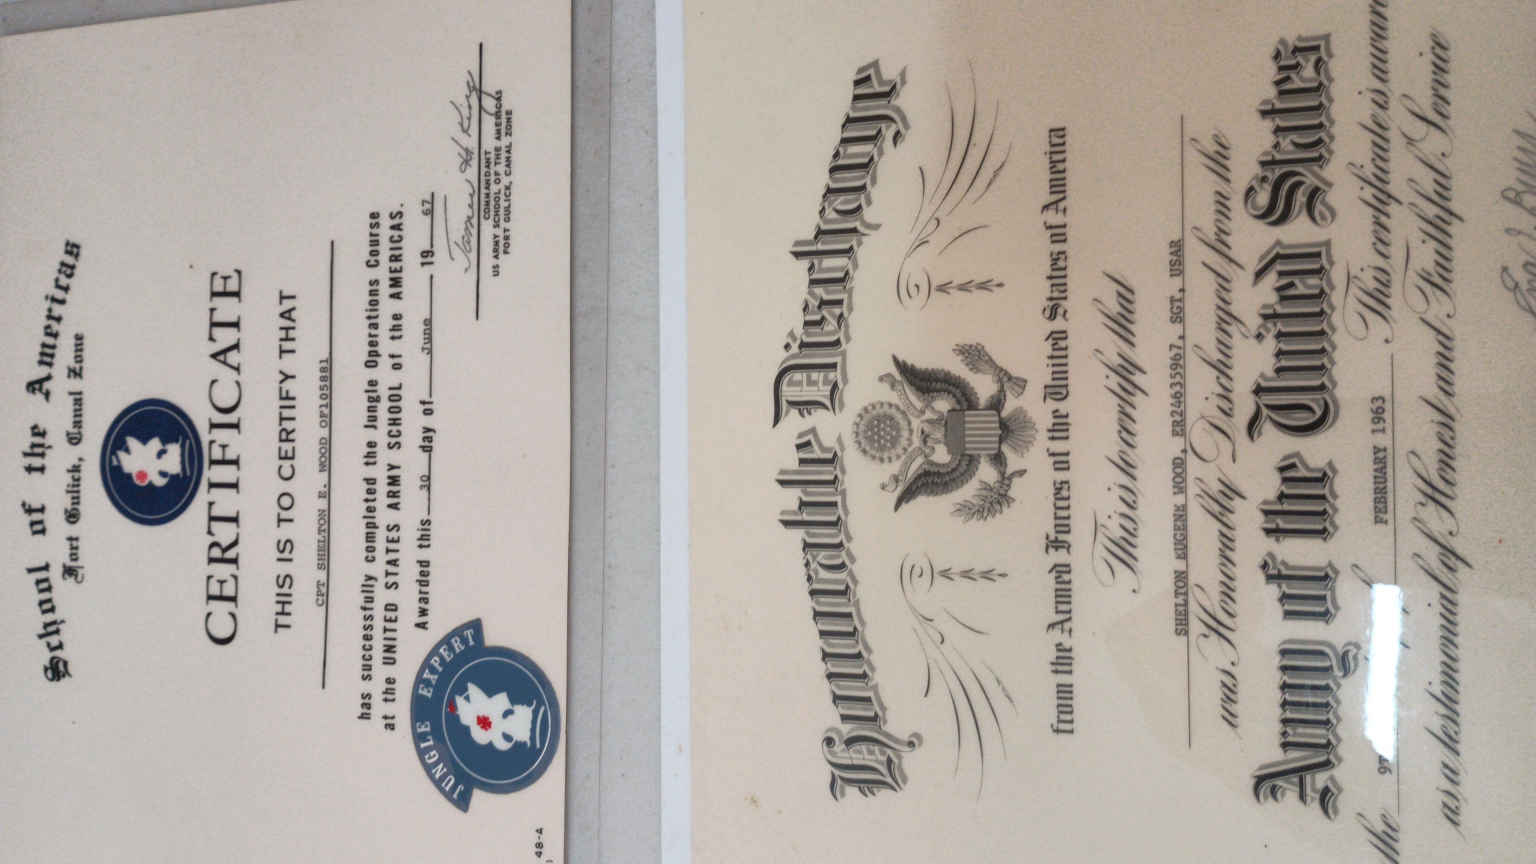 School of the Americas
Fort Gulick, Canal Zone
CERTIFICATE
THIS IS TO CERTIFY THAT
CPT SHELTON E. WOOD OF105881
has successfully completed the Jungle Operations Course
at the UNITED STATES ARMY SCHOOL of the AMERICAS.
Awarded this 30 day of June 19 67
JUNGLE EXPERT
James H King
COMMANDANT
US ARMY SCHOOL OF THE AMERICAS
FORT GULICK, CANAL ZONE
48-A
Honorable Discharge
from the Armed Forces of the United States of America
This is to certify that
SHELTON EUGENE WOOD, ER24635967, SGT, USAR
was Honorably Discharged from the
Army of the United States
the FEBRUARY 1963 This certificate is awar
as a testimonial of Honest and Faithful Service